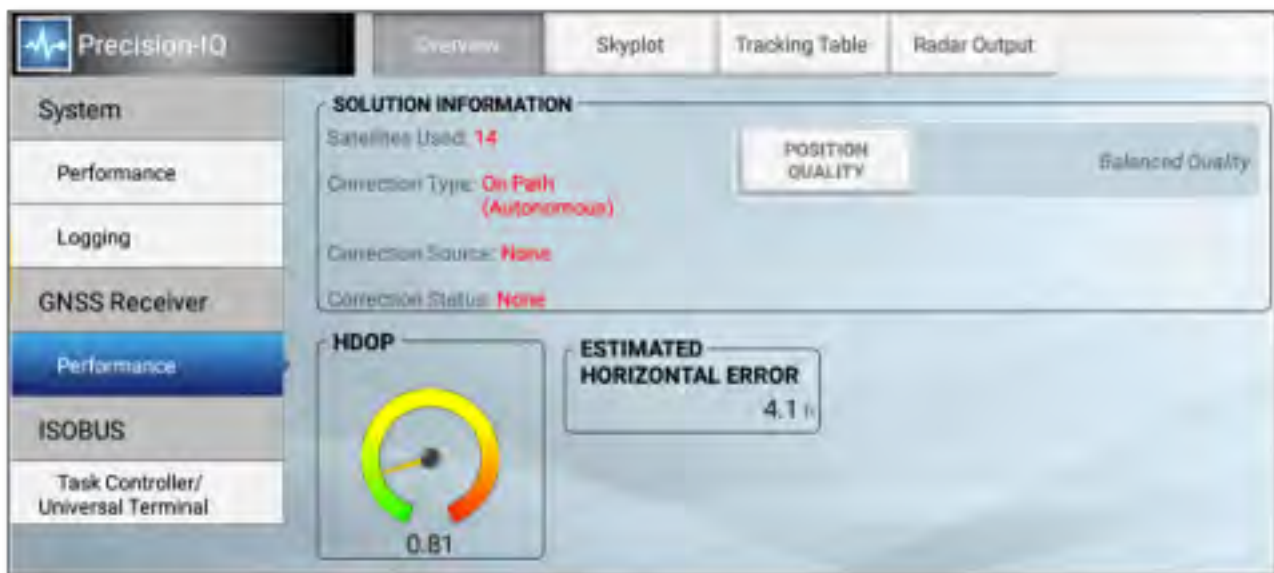 Precision-IQ
Overview
Skyplot
Tracking Table
Radar Output
System
Performance
Logging
GNSS Receiver
Performance
ISOBUS
Task Controller/
Universal Terminal
SOLUTION INFORMATION
Satellites Used: 14
Correction Type: On Path
(Autonomous)
Correction Source: None
Correction Status: None
POSITION
QUALITY
Balanced Quality
HDOP
0.81
ESTIMATED
HORIZONTAL ERROR
4.1